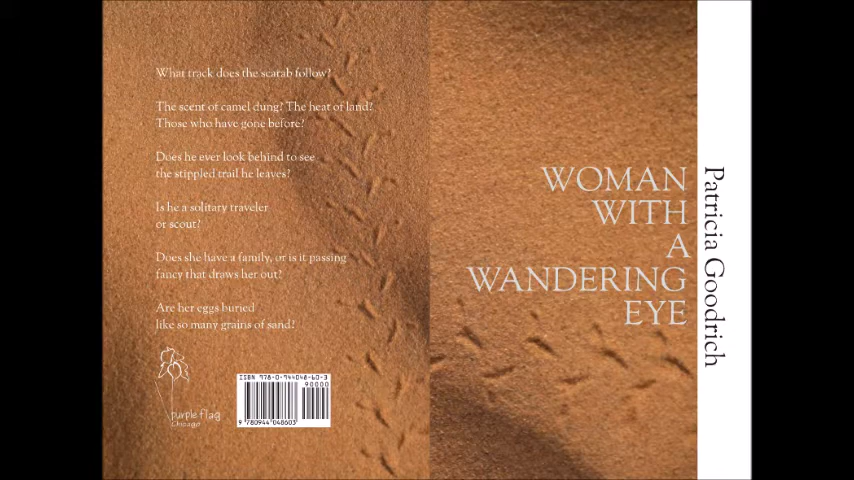 What track does the scarab follow?
The scent of camel dung? The heat of land?
Those who have gone before?
Does he ever look behind to see
the stippled trail he leaves?
Is he a solitary traveler
or scout?
Does she have a family, or is it passing
fancy that draws her out?
Are her eggs buried
like so many grains of sand?
purple flag
Chicago
ISBN 978-0-944048-60-3
90000
9 780944 048603
WOMAN
WITH
A
WANDERING
EYE
Patricia Goodrich